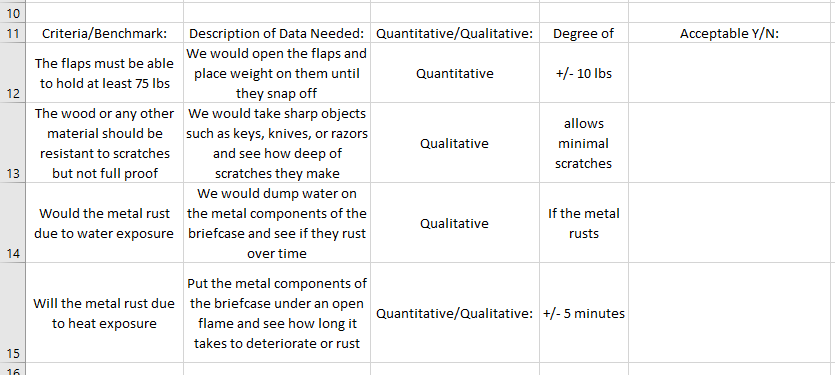 10
11 Criteria/Benchmark: Description of Data Needed: Quantitative/Qualitative: Degree of Acceptable Y/N:
The flaps must be able
to hold at least 75 lbs
We would open the flaps and
place weight on them until
they snap off
Quantitative
+/- 10 lbs
12
The wood or any other
material should be
resistant to scratches
but not full proof
We would take sharp objects
such as keys, knives, or razors
and see how deep of
scratches they make
Qualitative
allows
minimal
scratches
13
Would the metal rust
due to water exposure
We would dump water on
the metal components of the
briefcase and see if they rust
over time
Qualitative
If the metal
rusts
14
Will the metal rust due
to heat exposure
Put the metal components of
the briefcase under an open
flame and see how long it
takes to deteriorate or rust
Quantitative/Qualitative:
+/- 5 minutes
15
16